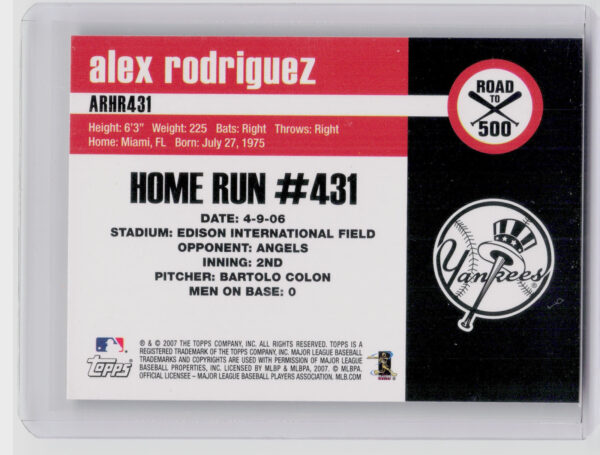 alex rodriguez
ARHR431
Height: 6'3" Weight: 225 Bats: Right Throws: Right
Home: Miami, FL Born: July 27, 1975
ROAD
TO
500
HOME RUN #431
DATE: 4-9-06
STADIUM: EDISON INTERNATIONAL FIELD
OPPONENT: ANGELS
INNING: 2ND
PITCHER: BARTOLO COLON
MEN ON BASE: 0
Yankees®
topps
® & © 2007 THE TOPPS COMPANY, INC. ALL RIGHTS RESERVED. TOPPS IS A
REGISTERED TRADEMARK OF THE TOPPS COMPANY, INC. MAJOR LEAGUE BASEBALL
TRADEMARKS AND COPYRIGHTS ARE USED WITH PERMISSION OF MAJOR LEAGUE
BASEBALL PROPERTIES, INC. LICENSED BY MLBP & MLBPA, 2007. © MLBPA.
OFFICIAL LICENSEE – MAJOR LEAGUE BASEBALL PLAYERS ASSOCIATION. MLB.COM